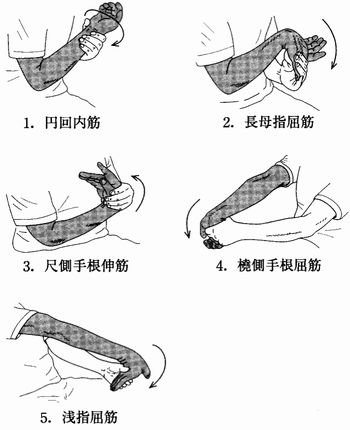 1. 円回内筋
2. 長母指屈筋
3. 尺側手根伸筋
4. 橈側手根屈筋
5. 浅指屈筋